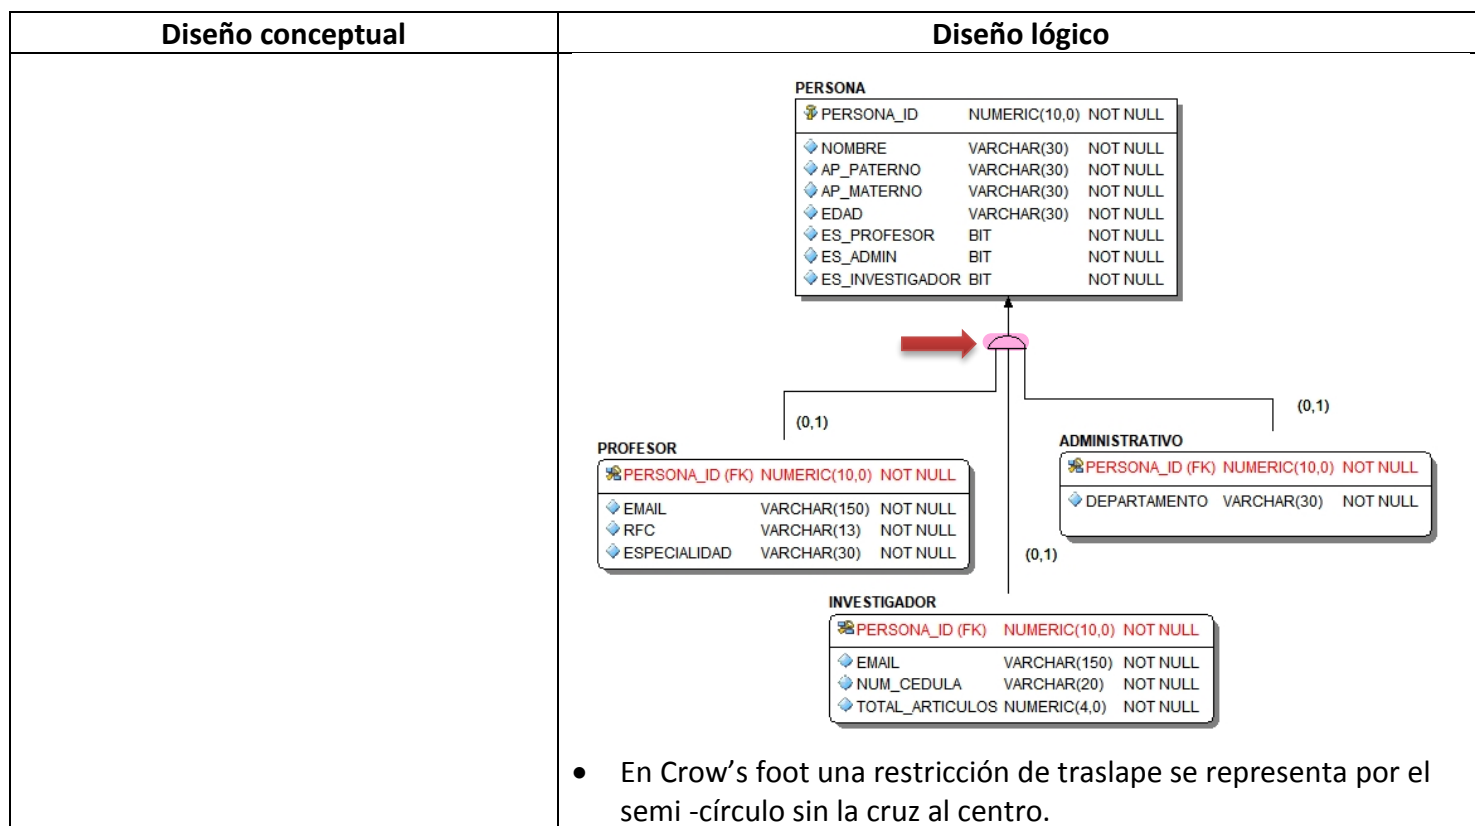 Diseño conceptual
Diseño lógico
PERSONA
PERSONA_ID NUMERIC(10,0) NOT NULL
NOMBRE VARCHAR(30) NOT NULL
AP_PATERNO VARCHAR(30) NOT NULL
AP_MATERNO VARCHAR(30) NOT NULL
EDAD VARCHAR(30) NOT NULL
ES_PROFESOR BIT NOT NULL
ES_ADMIN BIT NOT NULL
ES_INVESTIGADOR BIT NOT NULL
(0,1)
(0,1)
PROFESOR
PERSONA_ID (FK) NUMERIC(10,0) NOT NULL
EMAIL VARCHAR(150) NOT NULL
RFC VARCHAR(13) NOT NULL
ESPECIALIDAD VARCHAR(30) NOT NULL
ADMINISTRATIVO
PERSONA_ID (FK) NUMERIC(10,0) NOT NULL
DEPARTAMENTO VARCHAR(30) NOT NULL
(0,1)
INVESTIGADOR
PERSONA_ID (FK) NUMERIC(10,0) NOT NULL
EMAIL VARCHAR(150) NOT NULL
NUM_CEDULA VARCHAR(20) NOT NULL
TOTAL_ARTICULOS NUMERIC(4,0) NOT NULL
• En Crow’s foot una restricción de traslape se representa por el
semi -círculo sin la cruz al centro.